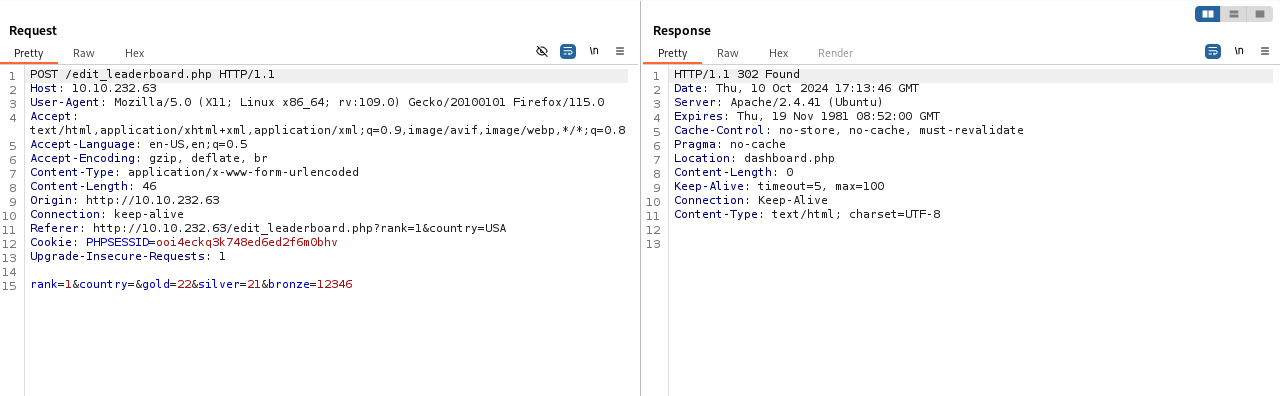 Request
Pretty Raw Hex \n
1 POST /edit_leaderboard.php HTTP/1.1
2 Host: 10.10.232.63
3 User-Agent: Mozilla/5.0 (X11; Linux x86_64; rv:109.0) Gecko/20100101 Firefox/115.0
4 Accept:
text/html,application/xhtml+xml,application/xml;q=0.9,image/avif,image/webp,*/*;q=0.8
5 Accept-Language: en-US,en;q=0.5
6 Accept-Encoding: gzip, deflate, br
7 Content-Type: application/x-www-form-urlencoded
8 Content-Length: 46
9 Origin: http://10.10.232.63
10 Connection: keep-alive
11 Referer: http://10.10.232.63/edit_leaderboard.php?rank=1&country=USA
12 Cookie: PHPSESSID=ooi4eckq3k748ed6ed2f6m0bhv
13 Upgrade-Insecure-Requests: 1
14
15 rank=1&country=&gold=22&silver=21&bronze=12346
Response
Pretty Raw Hex Render \n
1 HTTP/1.1 302 Found
2 Date: Thu, 10 Oct 2024 17:13:46 GMT
3 Server: Apache/2.4.41 (Ubuntu)
4 Expires: Thu, 19 Nov 1981 08:52:00 GMT
5 Cache-Control: no-store, no-cache, must-revalidate
6 Pragma: no-cache
7 Location: dashboard.php
8 Content-Length: 0
9 Keep-Alive: timeout=5, max=100
10 Connection: Keep-Alive
11 Content-Type: text/html; charset=UTF-8
12
13